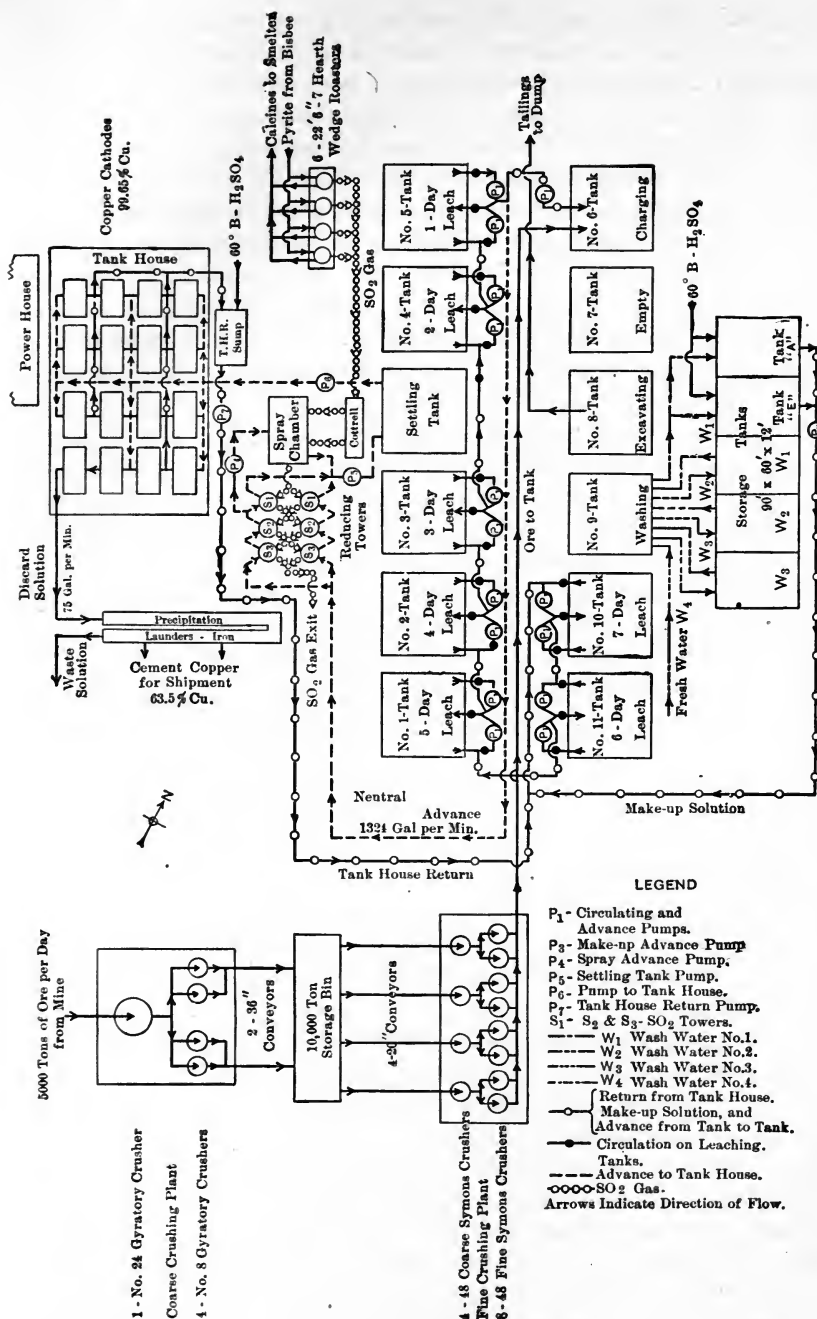 Power House
Copper Cathodes
99.65% Cu.
Tank House
60° B - H2SO4
T.H.R.
Sump
P7
P6
Calcines to Smelter
Pyrite from Bisbee
6 - 22' 6 - 7 Hearth
Wedge Roasters
SO2 Gas
Discard
Solution
75 Gal. per Min.
Precipitation
Launders - Iron
Waste
Solution
Cement Copper
for Shipment
63.5% Cu.
SO2 Gas Exit
P4
Spray
Chamber
Cottrell
P5
S1
S2
S3
S1
S2
S3
Reducing
Towers
Settling
Tank
No. 5-Tank
1 - Day
Leach
No. 4-Tank
2 - Day
Leach
No. 3-Tank
3 - Day
Leach
No. 2-Tank
4 - Day
Leach
No. 1-Tank
5 - Day
Leach
No. 11-Tank
6 - Day
Leach
No. 10-Tank
7 - Day
Leach
No. 9-Tank
Washing
No. 8-Tank
Excavating
No. 7-Tank
Empty
No. 6-Tank
Charging
Tailings
to Dump
Ore to Tank
60° B - H2SO4
Fresh Water W4
W3
W2
W1
Storage Tanks
90' x 60' x 12'
W3
W2
W1
Tank
"E"
Tank
"A"
Make-up Solution
N
Neutral
Advance
1324 Gal per Min.
Tank House Return
5000 Tons of Ore per Day
from Mine
1 - No. 24 Gyratory Crusher
Coarse Crushing Plant
4 - No. 8 Gyratory Crushers
2 - 36"
Conveyors
10,000 Ton
Storage Bin
4-20" Conveyors
4 - 48 Coarse Symons Crushers
Fine Crushing Plant
8 - 48 Fine Symons Crushers
LEGEND
P1 - Circulating and
Advance Pumps.
P3 - Make-up Advance Pump
P4 - Spray Advance Pump.
P5 - Settling Tank Pump.
P6 - Pump to Tank House.
P7 - Tank House Return Pump.
S1 - S2 & S3 - SO2 Towers.
W1 Wash Water No.1.
W2 Wash Water No.2.
W3 Wash Water No.3.
W4 Wash Water No.4.
Return from Tank House.
Make-up Solution, and
Advance from Tank to Tank.
Circulation on Leaching.
Tanks.
Advance to Tank House.
SO2 Gas.
Arrows Indicate Direction of Flow.